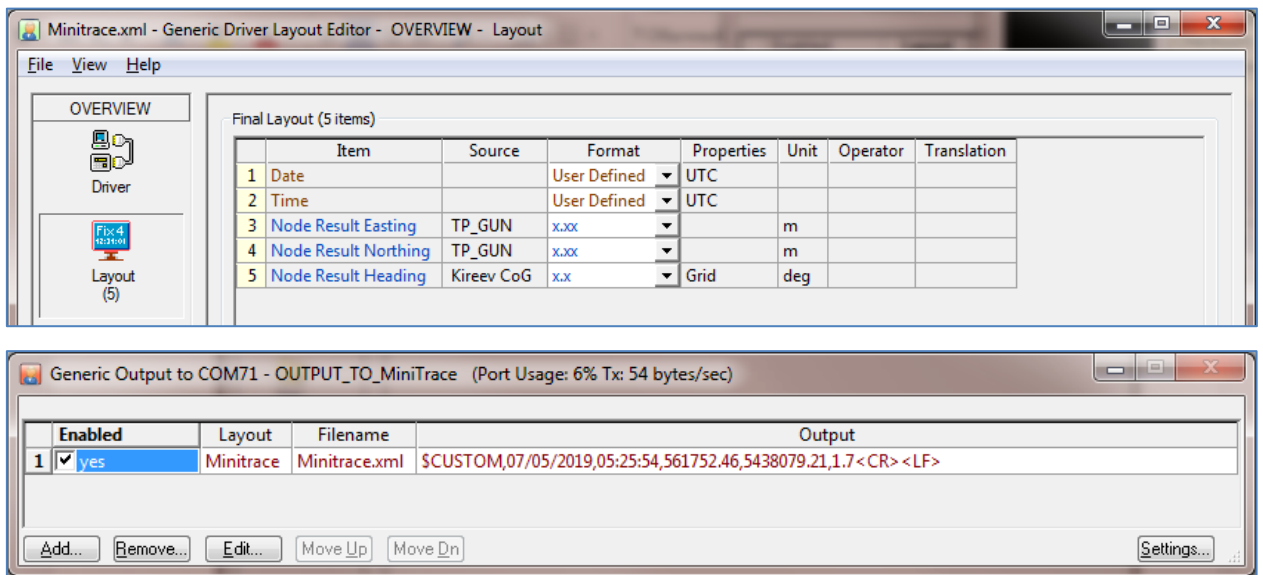 Minitrace.xml - Generic Driver Layout Editor - OVERVIEW - Layout
File View Help
OVERVIEW
Driver
Fix4
12:31:01
Layout
(5)
Final Layout (5 items)
Item Source Format Properties Unit Operator Translation
1 Date User Defined UTC
2 Time User Defined UTC
3 Node Result Easting TP_GUN x.xx m
4 Node Result Northing TP_GUN x.xx m
5 Node Result Heading Kireev CoG x.x Grid deg
Generic Output to COM71 - OUTPUT_TO_MiniTrace (Port Usage: 6% Tx: 54 bytes/sec)
Enabled Layout Filename Output
1 yes Minitrace Minitrace.xml $CUSTOM,07/05/2019,05:25:54,561752.46,5438079.21,1.7<CR><LF>
Add... Remove... Edit... Move Up Move Dn Settings...